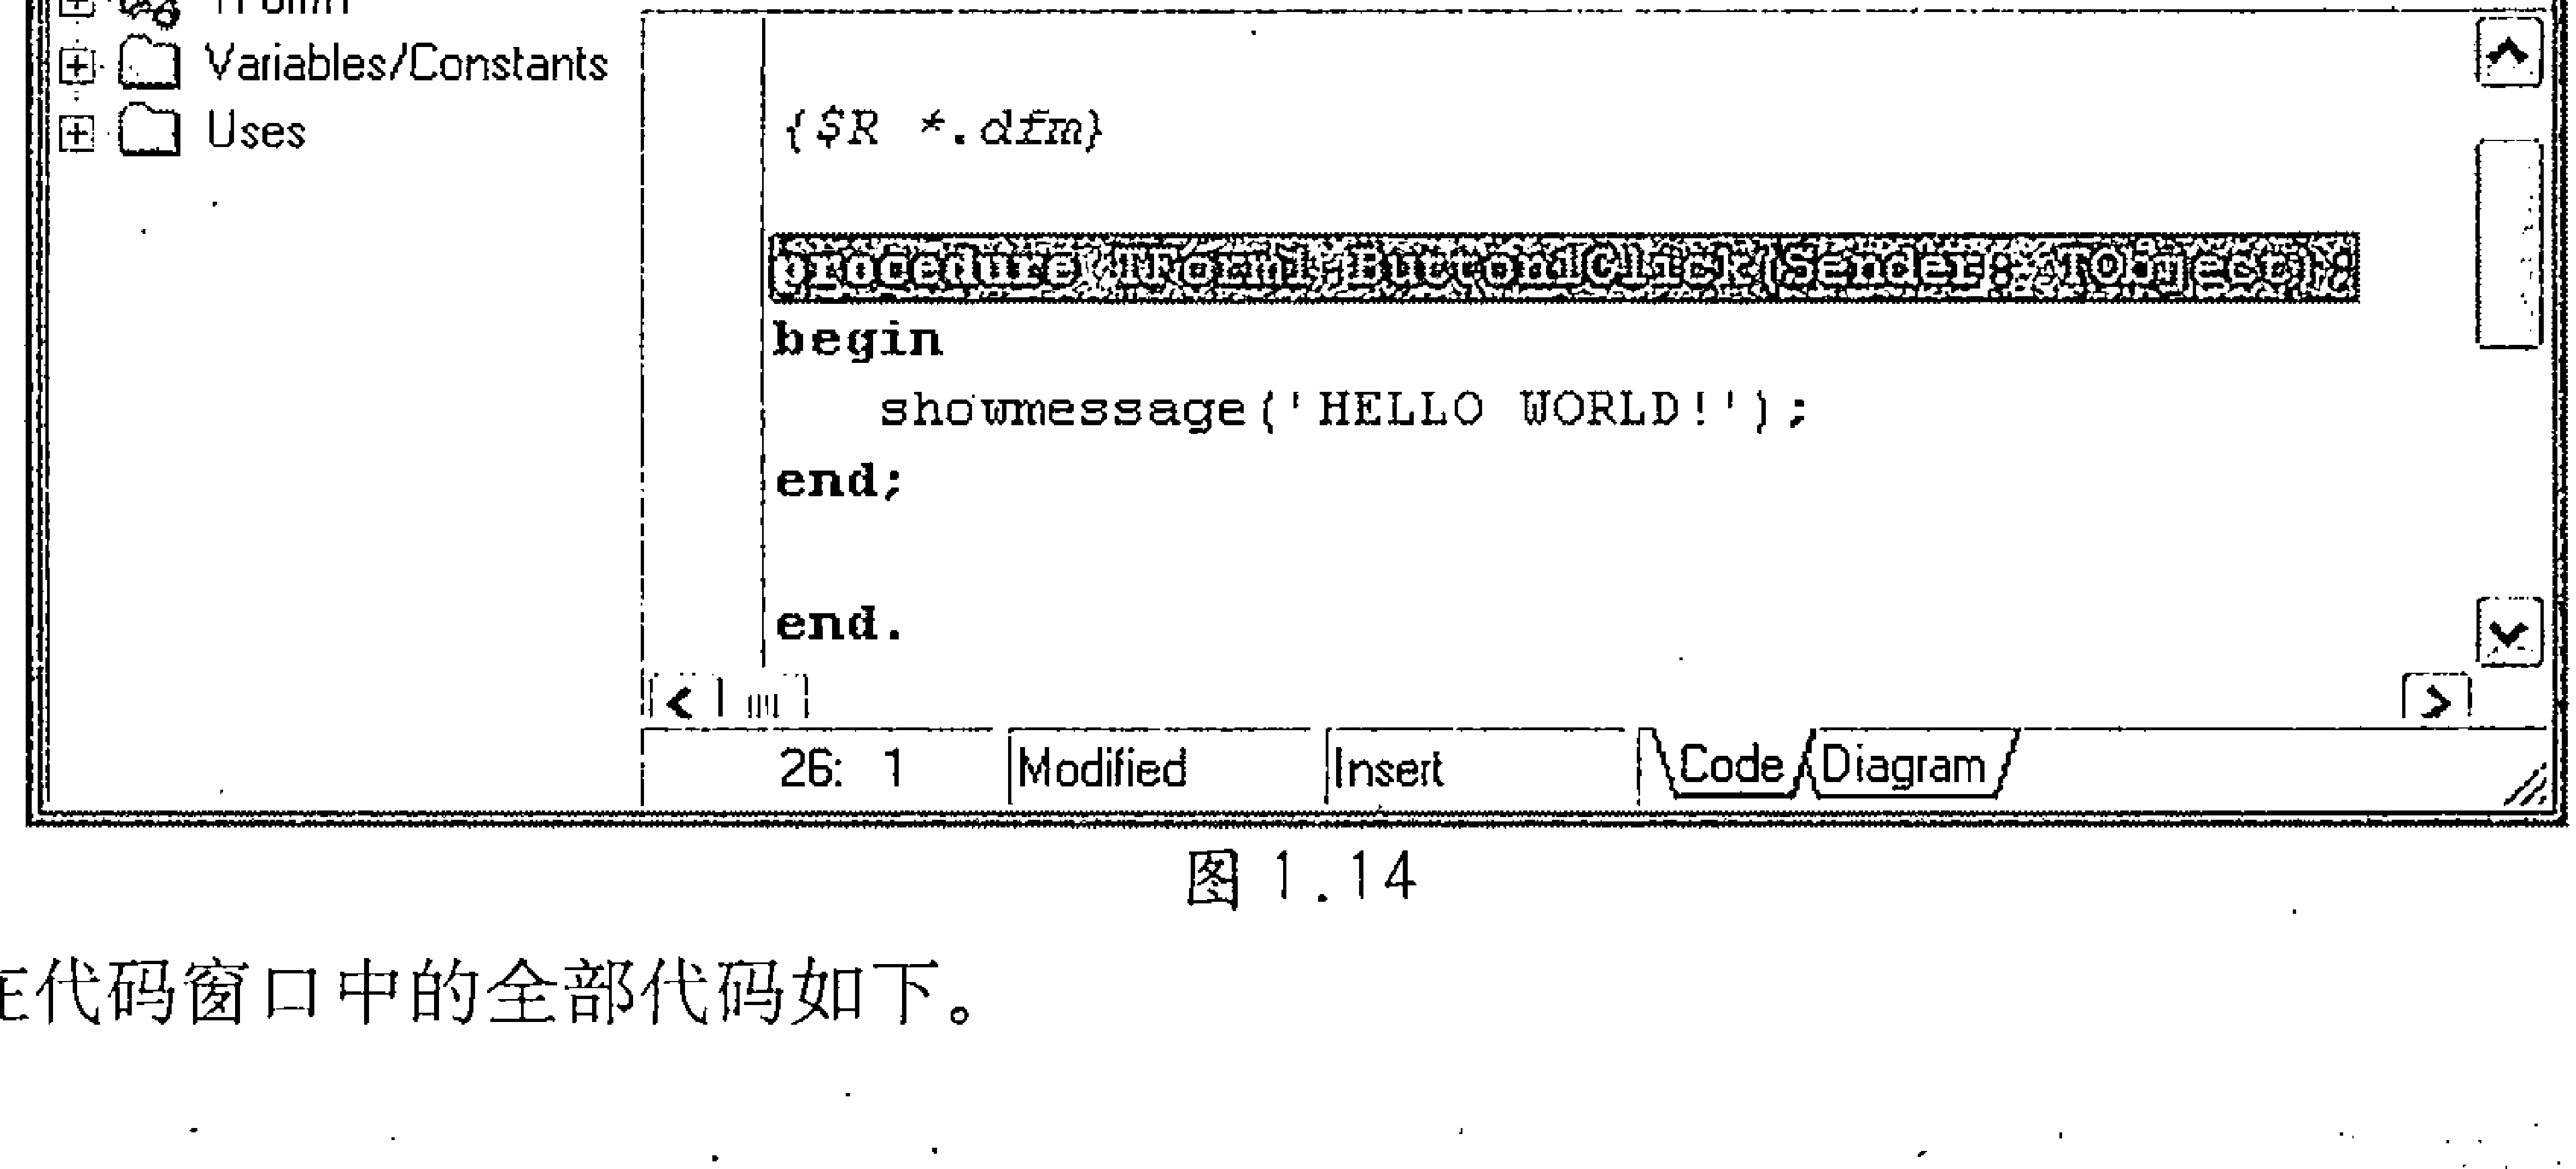 Variables/Constants
Uses
{$R *.dfm}
procedure TForm1.Button1Click(Sender: TObject);
begin
showmessage('HELLO WORLD!');
end;
end.
26: 1 Modified Insert Code Diagram
图 1.14
在代码窗口中的全部代码如下。